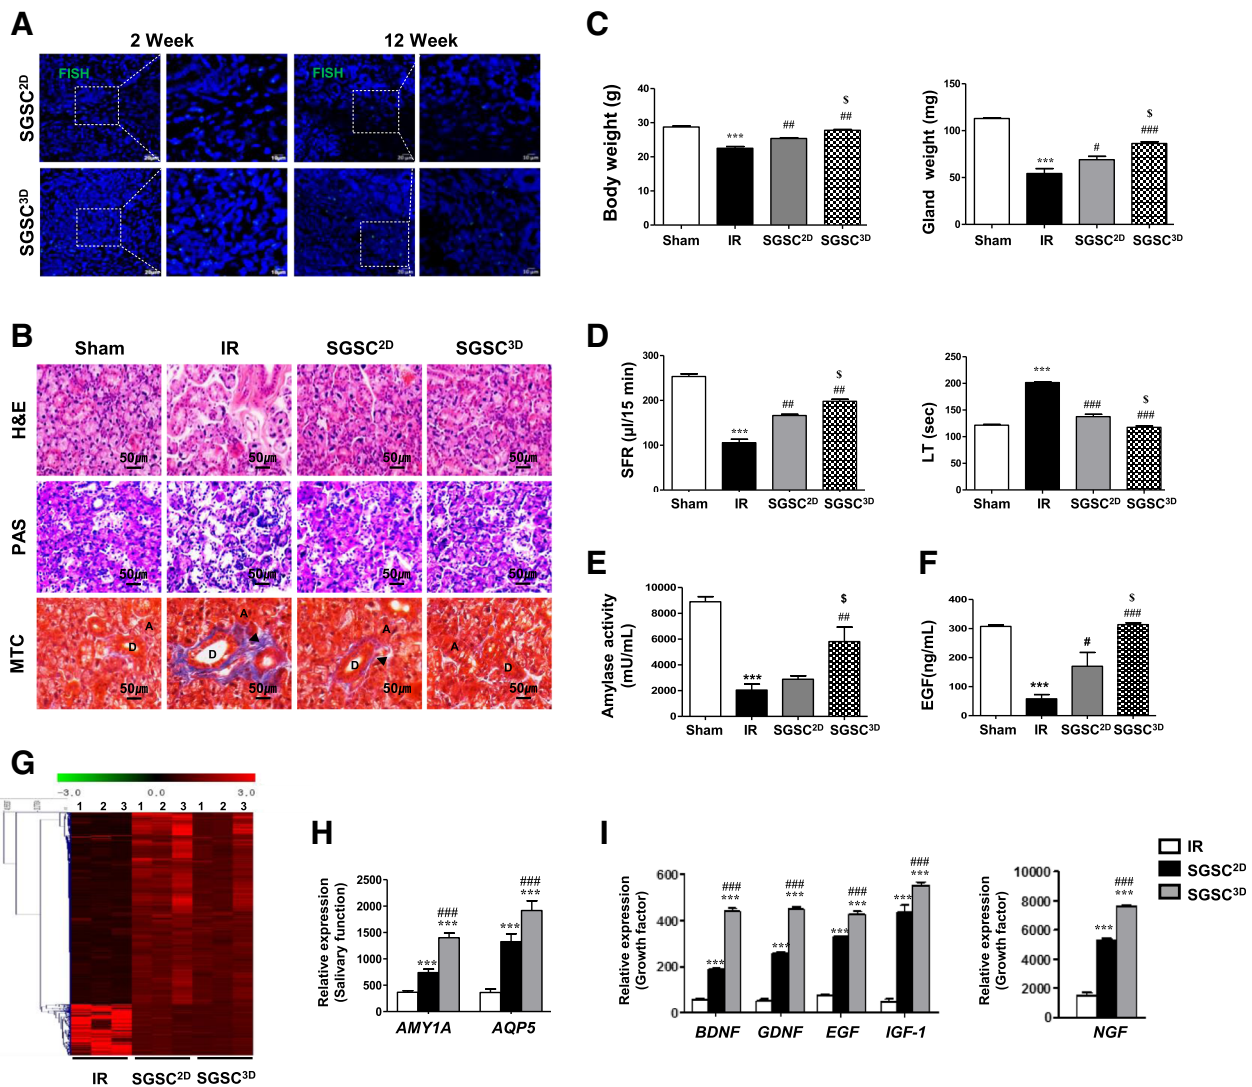 A
2 Week
12 Week
SGSC2D
FISH
FISH
20μm
10μm
SGSC3D
20μm
10μm
B
Sham
IR
SGSC2D
SGSC3D
H&E
50㎛
50㎛
50㎛
50㎛
PAS
50㎛
50㎛
50㎛
50㎛
MTC
A
D
A
D
A
D
A
D
50㎛
50㎛
50㎛
50㎛
C
Body weight (g)
40
30
20
10
0
***
##
$
##
Sham
IR
SGSC2D
SGSC3D
Gland weight (mg)
150
100
50
0
***
#
$
###
Sham
IR
SGSC2D
SGSC3D
D
SFR (μl/15 min)
300
200
100
0
***
##
$
##
Sham
IR
SGSC2D
SGSC3D
LT (sec)
250
200
150
100
50
0
***
###
$
###
Sham
IR
SGSC2D
SGSC3D
E
Amylase activity
(mU/mL)
10000
8000
6000
4000
2000
0
***
$
##
Sham
IR
SGSC2D
SGSC3D
F
EGF(ng/mL)
400
300
200
100
0
***
#
$
###
Sham
IR
SGSC2D
SGSC3D
G
-3.0
0.0
3.0
1 2 3 1 2 3 1 2 3
IR
SGSC2D
SGSC3D
H
Relative expression
(Salivary function)
2500
2000
1500
1000
500
0
***
###
***
***
###
***
AMY1A
AQP5
I
Relative expression
(Growth factor)
600
400
200
0
***
###
***
***
###
***
***
###
***
***
###
***
BDNF
GDNF
EGF
IGF-1
Relative expression
(Growth factor)
10000
8000
6000
4000
2000
0
***
###
***
NGF
IR
SGSC2D
SGSC3D